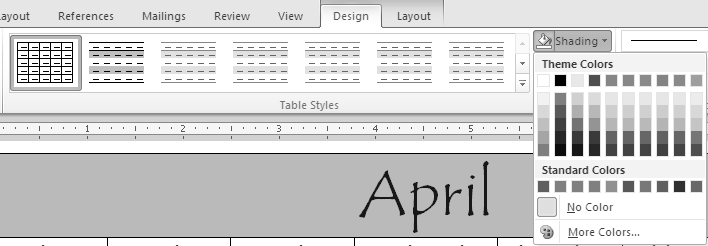 ayout References Mailings Review View Design Layout
Shading
Theme Colors
Table Styles
1 2 3 4 5
Standard Colors
April
No Color
More Colors...